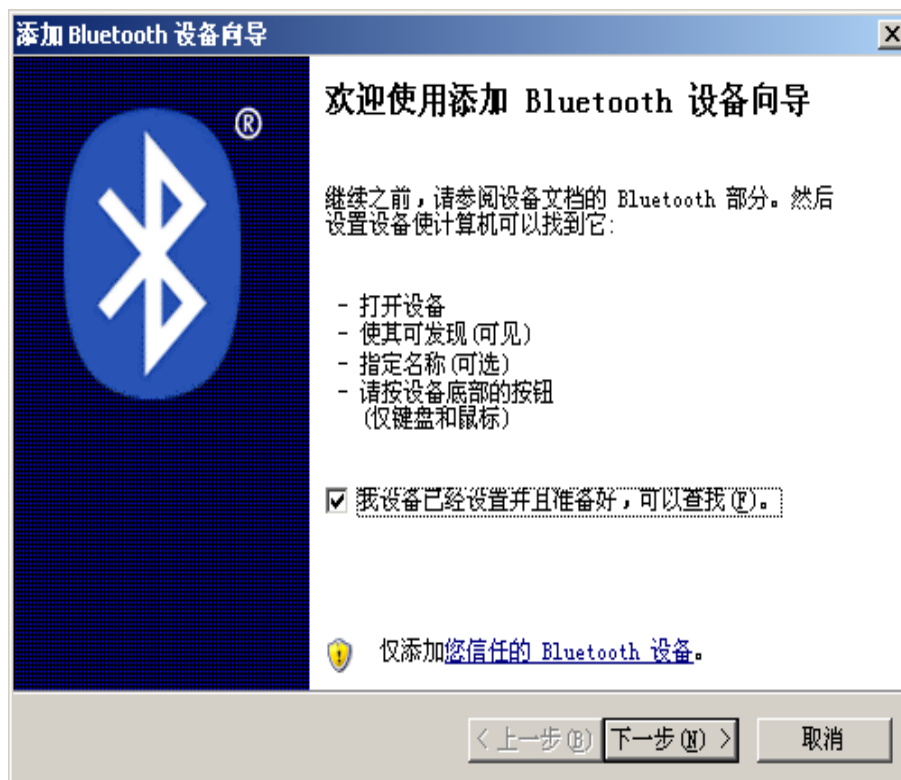 添加 Bluetooth 设备向导
®
欢迎使用添加 Bluetooth 设备向导
继续之前，请参阅设备文档的 Bluetooth 部分。然后
设置设备使计算机可以找到它:
- 打开设备
- 使其可发现(可见)
- 指定名称(可选)
- 请按设备底部的按钮
(仅键盘和鼠标)
我设备已经设置并且准备好，可以查找(F)。
仅添加您信任的 Bluetooth 设备。
< 上一步(B) 下一步(N) > 取消